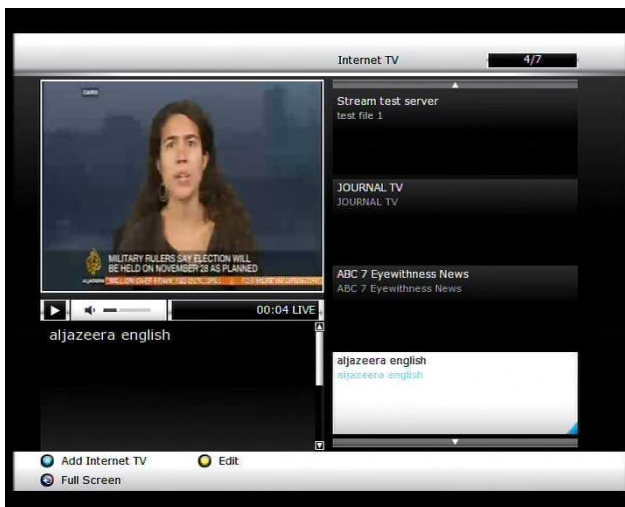 Internet TV
4/7
CAIRO
MILITARY RULERS SAY ELECTION WILL
BE HELD ON NOVEMBER 28 AS PLANNED
00:04 LIVE
aljazeera english
Stream test server
test file 1
JOURNAL TV
JOURNAL TV
ABC 7 Eyewithness News
ABC 7 Eyewithness News
aljazeera english
aljazeera english
Add Internet TV
Edit
Full Screen